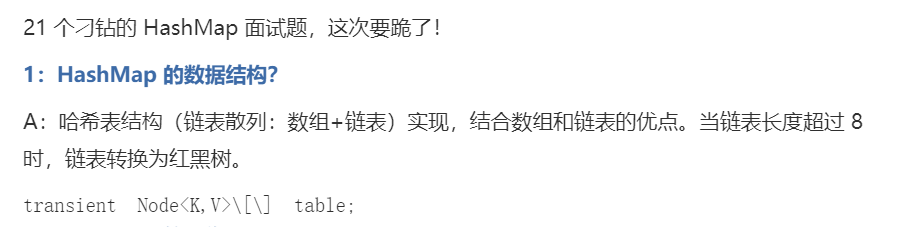 21 个刁钻的 HashMap 面试题，这次要跪了！
1：HashMap 的数据结构？
A：哈希表结构（链表散列：数组+链表）实现，结合数组和链表的优点。当链表长度超过 8
时，链表转换为红黑树。
transient Node<K,V>\[\] table;